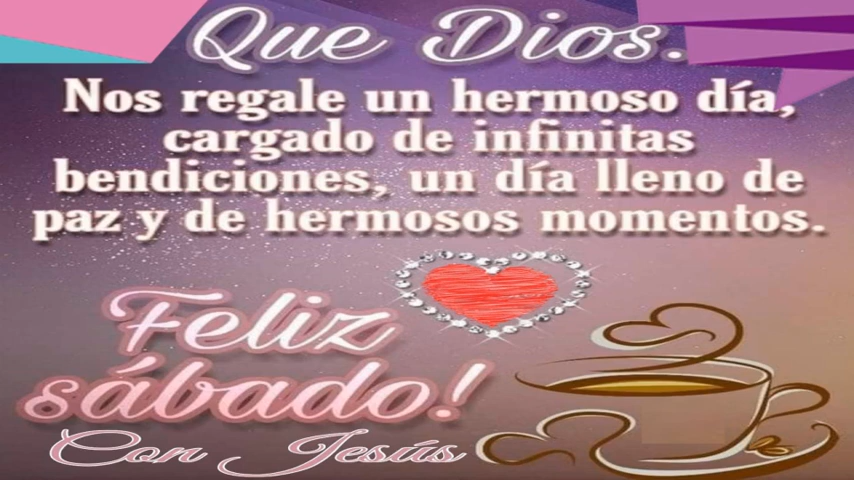 Que Dios.
Nos regale un hermoso día,
cargado de infinitas
bendiciones, un día lleno de
paz y de hermosos momentos.
Feliz
sábado!
Con Jesús